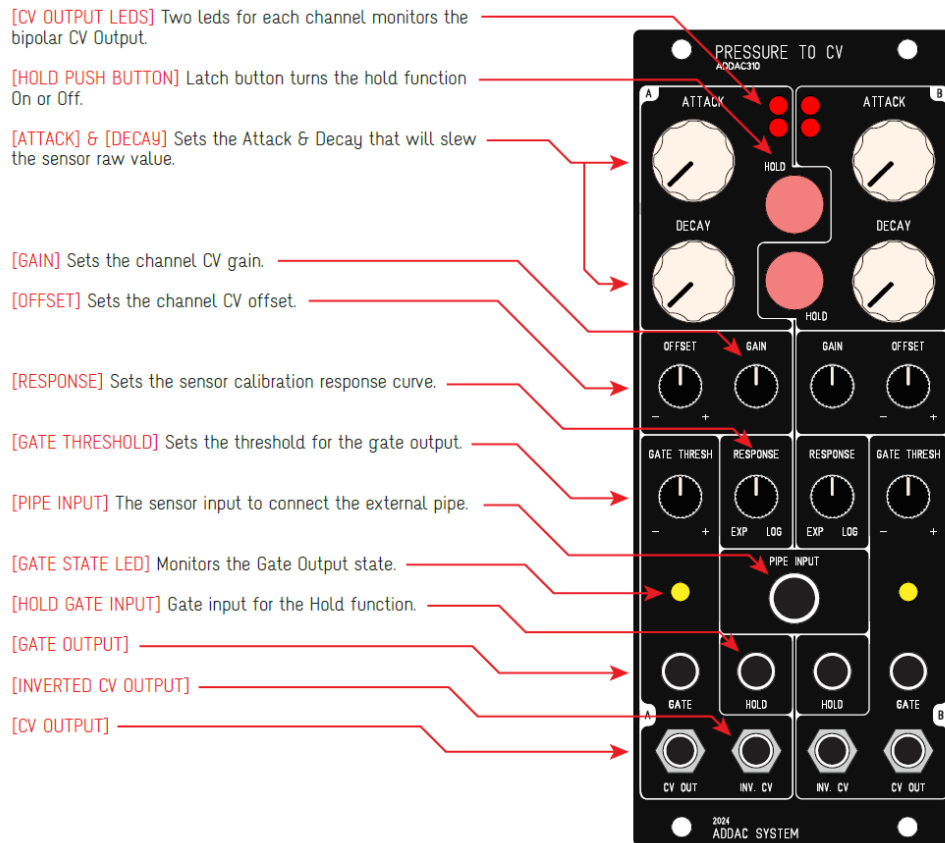 [CV OUTPUT LEDS] Two leds for each channel monitors the
bipolar CV Output.
[HOLD PUSH BUTTON] Latch button turns the hold function
On or Off.
[ATTACK] & [DECAY] Sets the Attack & Decay that will slew
the sensor raw value.
[GAIN] Sets the channel CV gain.
[OFFSET] Sets the channel CV offset.
[RESPONSE] Sets the sensor calibration response curve.
[GATE THRESHOLD] Sets the threshold for the gate output.
[PIPE INPUT] The sensor input to connect the external pipe.
[GATE STATE LED] Monitors the Gate Output state.
[HOLD GATE INPUT] Gate input for the Hold function.
[GATE OUTPUT]
[INVERTED CV OUTPUT]
[CV OUTPUT]
PRESSURE TO CV
ADDAC310
A B
ATTACK ATTACK
HOLD
DECAY DECAY
HOLD
OFFSET GAIN GAIN OFFSET
- + - +
GATE THRESH RESPONSE RESPONSE GATE THRESH
- + EXP LOG EXP LOG - +
PIPE INPUT
GATE HOLD HOLD GATE
A B
CV OUT INV. CV INV. CV CV OUT
2024
ADDAC SYSTEM